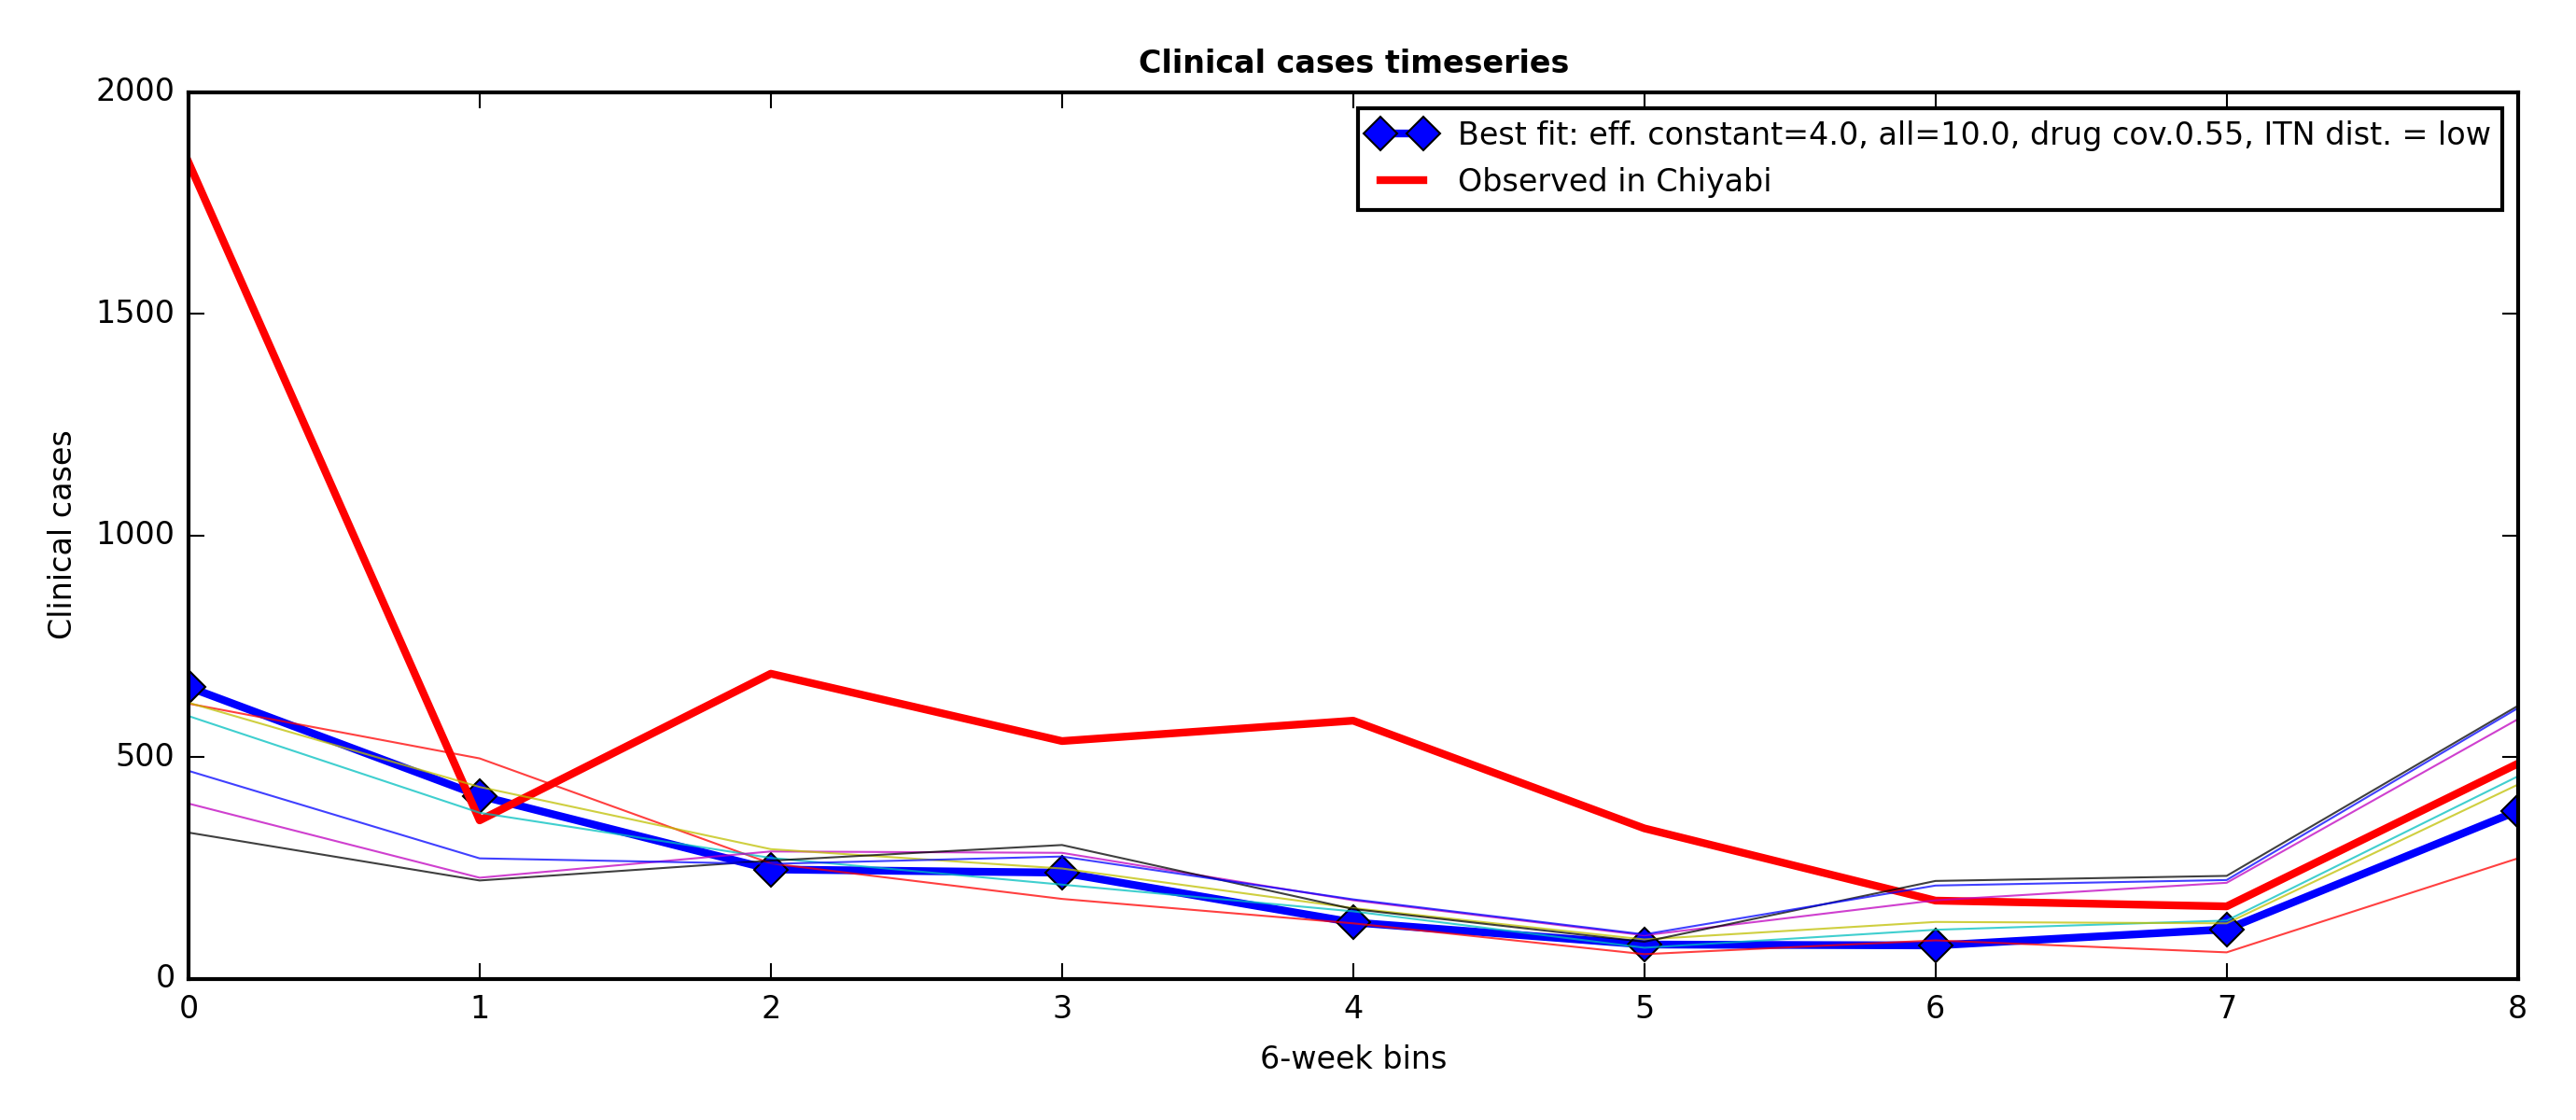 Clinical cases timeseries
2000
1500
1000
500
0
Clinical cases
Best fit: eff. constant=4.0, all=10.0, drug cov.0.55, ITN dist. = low
Observed in Chiyabi
0 1 2 3 4 5 6 7 8
6-week bins